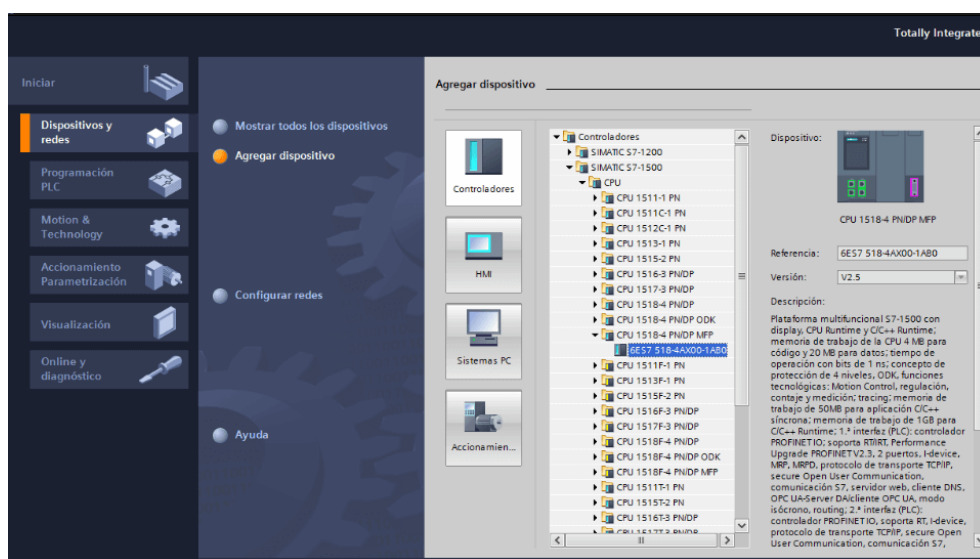 Totally Integrate
Iniciar
Dispositivos y
redes
Programación
PLC
Motion &
Technology
Accionamiento
Parametrización
Visualización
Online y
diagnóstico
Mostrar todos los dispositivos
Agregar dispositivo
Configurar redes
Ayuda
Agregar dispositivo
Controladores
HMI
Sistemas PC
Accionamien...
Controladores
SIMATIC S7-1200
SIMATIC S7-1500
CPU
CPU 1511-1 PN
CPU 1511C-1 PN
CPU 1512C-1 PN
CPU 1513-1 PN
CPU 1515-2 PN
CPU 1516-3 PN/DP
CPU 1517-3 PN/DP
CPU 1518-4 PN/DP
CPU 1518-4 PN/DP ODK
CPU 1518-4 PN/DP MFP
6ES7 518-4AX00-1AB0
CPU 1511F-1 PN
CPU 1513F-1 PN
CPU 1515F-2 PN
CPU 1516F-3 PN/DP
CPU 1517F-3 PN/DP
CPU 1518F-4 PN/DP
CPU 1518F-4 PN/DP ODK
CPU 1518F-4 PN/DP MFP
CPU 1511T-1 PN
CPU 1515T-2 PN
CPU 1516T-3 PN/DP
CPU 1517T-3 PN/DP
Dispositivo:
CPU 1518-4 PN/DP MFP
Referencia:
6ES7 518-4AX00-1AB0
Versión:
V2.5
Descripción:
Plataforma multifuncional S7-1500 con
display, CPU Runtime y C/C++ Runtime;
memoria de trabajo de la CPU 4 MB para
código y 20 MB para datos; tiempo de
operación con bits de 1 ns; concepto de
protección de 4 niveles, ODK, funciones
tecnológicas: Motion Control, regulación,
contaje y medición; tracing; memoria de
trabajo de 50MB para aplicación C/C++
síncrona; memoria de trabajo de 1GB para
C/C++ Runtime; 1.ª interfaz (PLC): controlador
PROFINET IO; soporta RT/IRT, Performance
Upgrade PROFINET V2.3, 2 puertos, I-device,
MRP, MRPD, protocolo de transporte TCP/IP,
secure Open User Communication,
comunicación S7, servidor web, cliente DNS,
OPC UA-Server DA/cliente OPC UA, modo
isócrono, routing; 2.ª interfaz (PLC):
controlador PROFINET IO, soporta RT, I-device,
protocolo de transporte TCP/IP, secure Open
User Communication, comunicación S7,